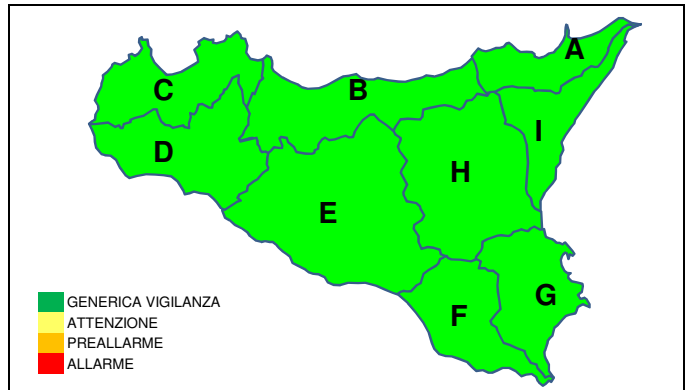 A
B
C
I
D
H
E
G
F
GENERICA VIGILANZA
ATTENZIONE
PREALLARME
ALLARME